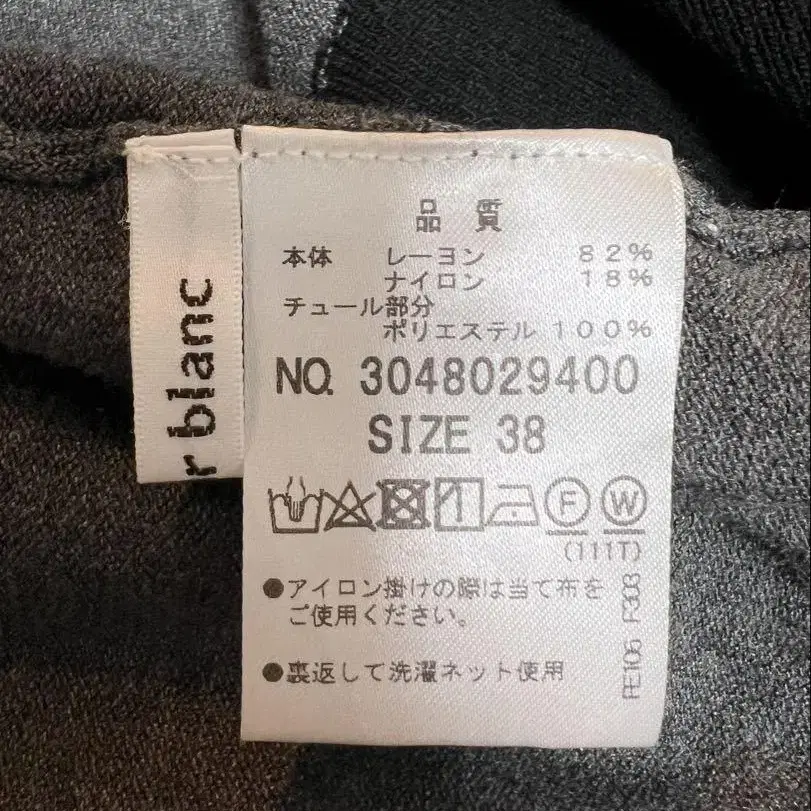 r blanc
品質
本体 レーヨン 82%
ナイロン 18%
チュール部分
ポリエステル 100%
NO. 3048029400
SIZE 38
F W
(111T)
●アイロン掛けの際は当て布を
ご使用ください。
●裏返して洗濯ネット使用